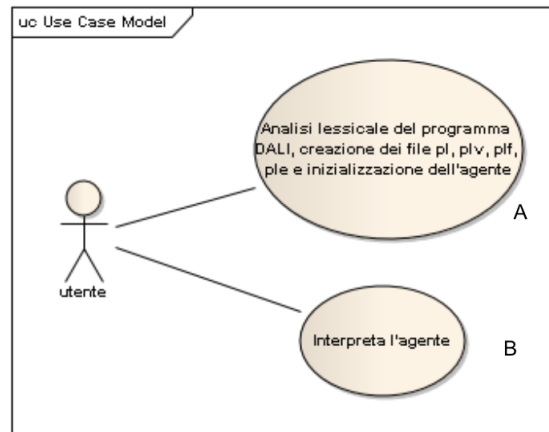 uc Use Case Model
Analisi lessicale del programma
DALI, creazione dei file pl, plv, plf,
ple e inizializzazione dell'agente
A
utente
Interpreta l'agente
B